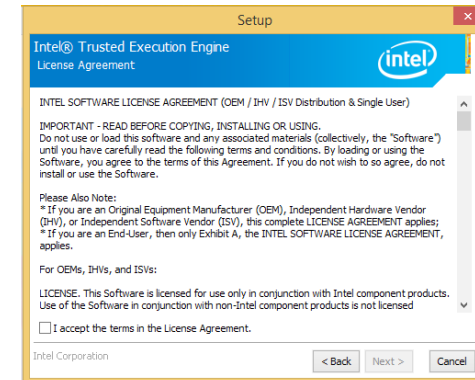 Setup
Intel® Trusted Execution Engine
License Agreement
intel
INTEL SOFTWARE LICENSE AGREEMENT (OEM / IHV / ISV Distribution & Single User)
IMPORTANT - READ BEFORE COPYING, INSTALLING OR USING.
Do not use or load this software and any associated materials (collectively, the "Software")
until you have carefully read the following terms and conditions. By loading or using the
Software, you agree to the terms of this Agreement. If you do not wish to so agree, do not
install or use the Software.
Please Also Note:
* If you are an Original Equipment Manufacturer (OEM), Independent Hardware Vendor
(IHV), or Independent Software Vendor (ISV), this complete LICENSE AGREEMENT applies;
* If you are an End-User, then only Exhibit A, the INTEL SOFTWARE LICENSE AGREEMENT,
applies.
For OEMs, IHVs, and ISVs:
LICENSE. This Software is licensed for use only in conjunction with Intel component products.
Use of the Software in conjunction with non-Intel component products is not licensed
I accept the terms in the License Agreement.
Intel Corporation
< Back
Next >
Cancel